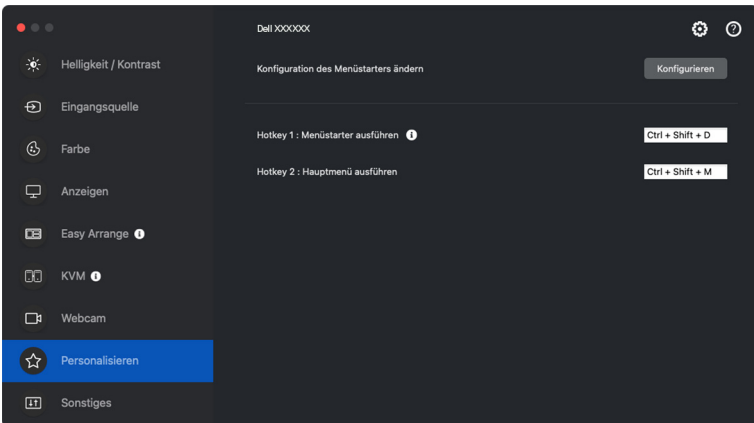 Dell XXXXXX
Helligkeit / Kontrast
Konfiguration des Menüstarters ändern
Konfigurieren
Eingangsquelle
Hotkey 1 : Menüstarter ausführen
Ctrl + Shift + D
Farbe
Hotkey 2 : Hauptmenü ausführen
Ctrl + Shift + M
Anzeigen
Easy Arrange
KVM
Webcam
Personalisieren
Sonstiges